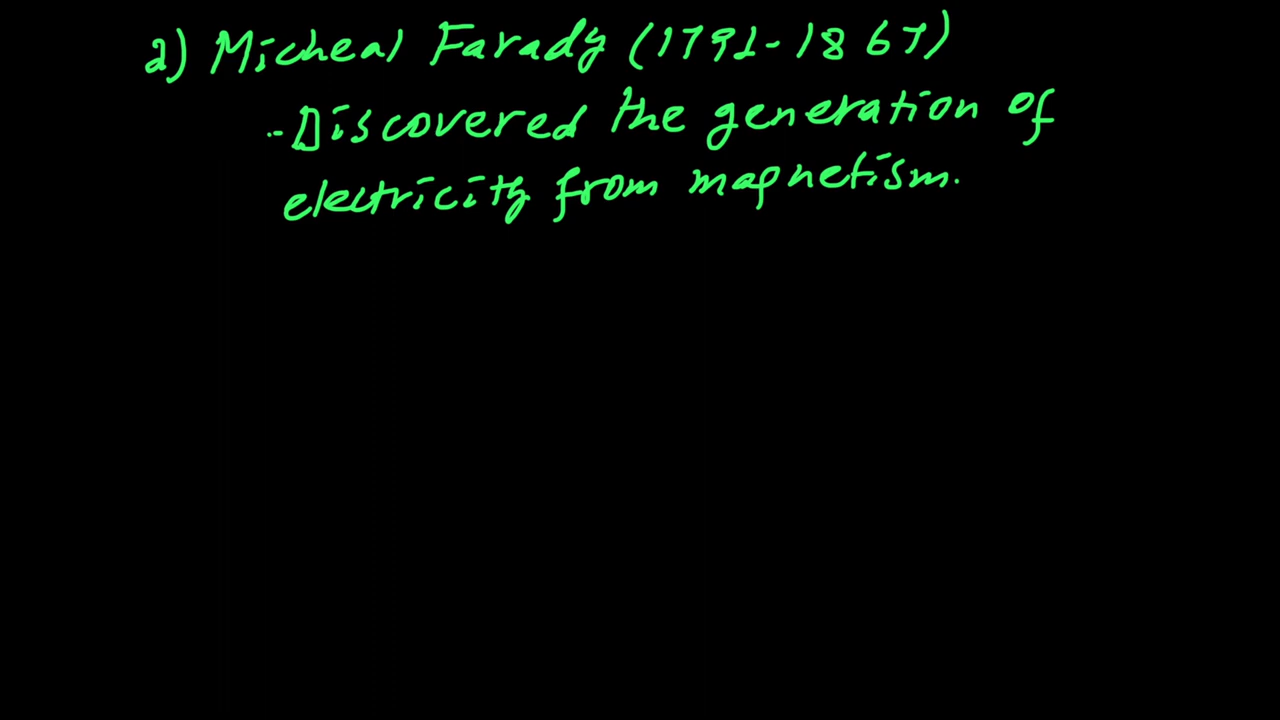 2) Micheal Farady (1791-1867)
- Discovered the generation of
electricity from magnetism.